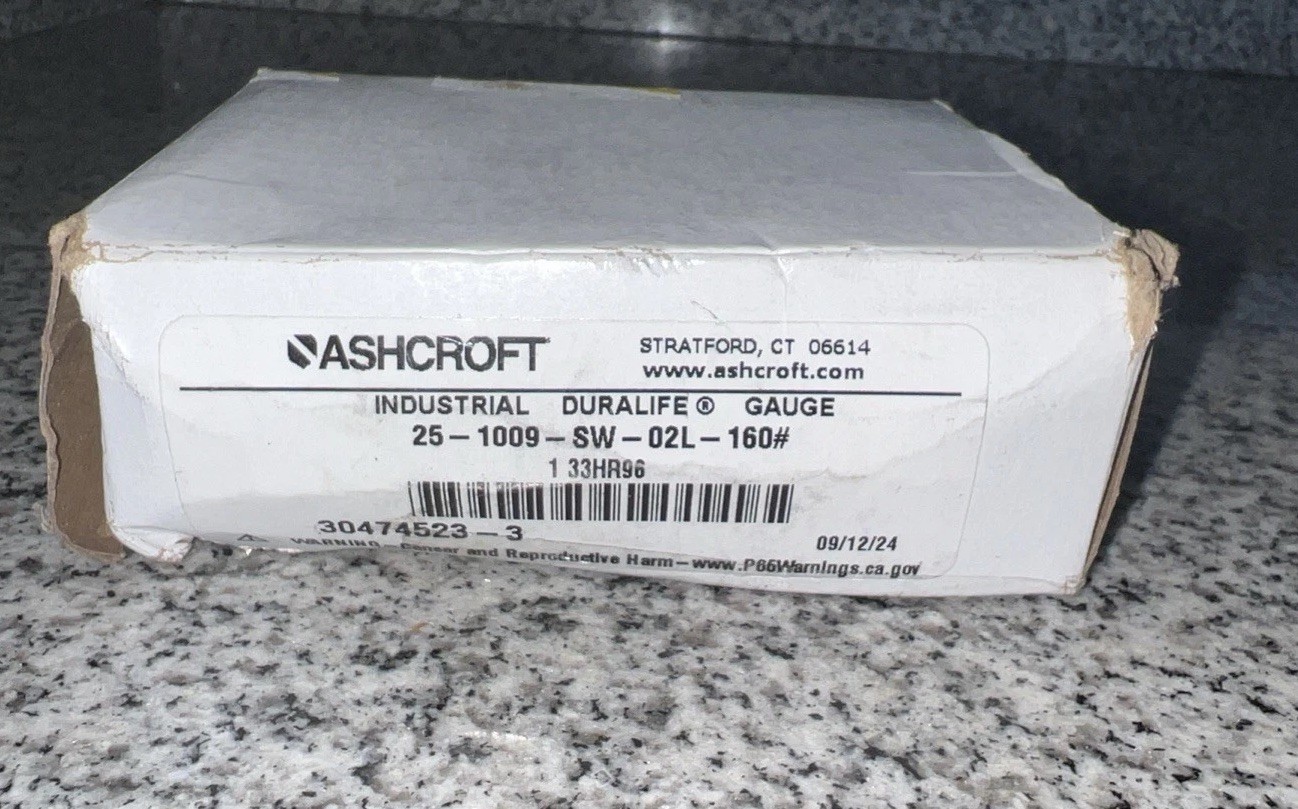 ASHCROFT
STRATFORD, CT 06614
www.ashcroft.com
INDUSTRIAL DURALIFE® GAUGE
25-1009-SW-02L-160#
1 33HR96
30474523-3
09/12/24
WARNING-Cancer and Reproductive Harm-www.P65Warnings.ca.gov